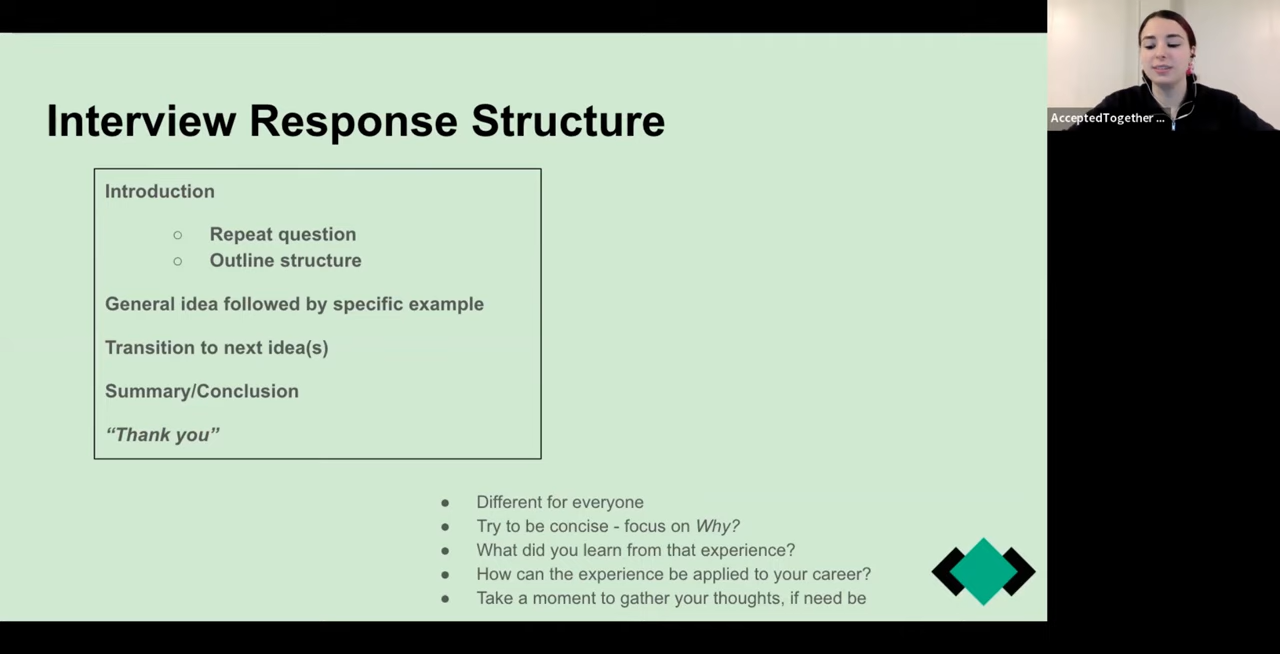 Interview Response Structure
Introduction
○ Repeat question
○ Outline structure
General idea followed by specific example
Transition to next idea(s)
Summary/Conclusion
“Thank you”
● Different for everyone
● Try to be concise - focus on Why?
● What did you learn from that experience?
● How can the experience be applied to your career?
● Take a moment to gather your thoughts, if need be
AcceptedTogether ...